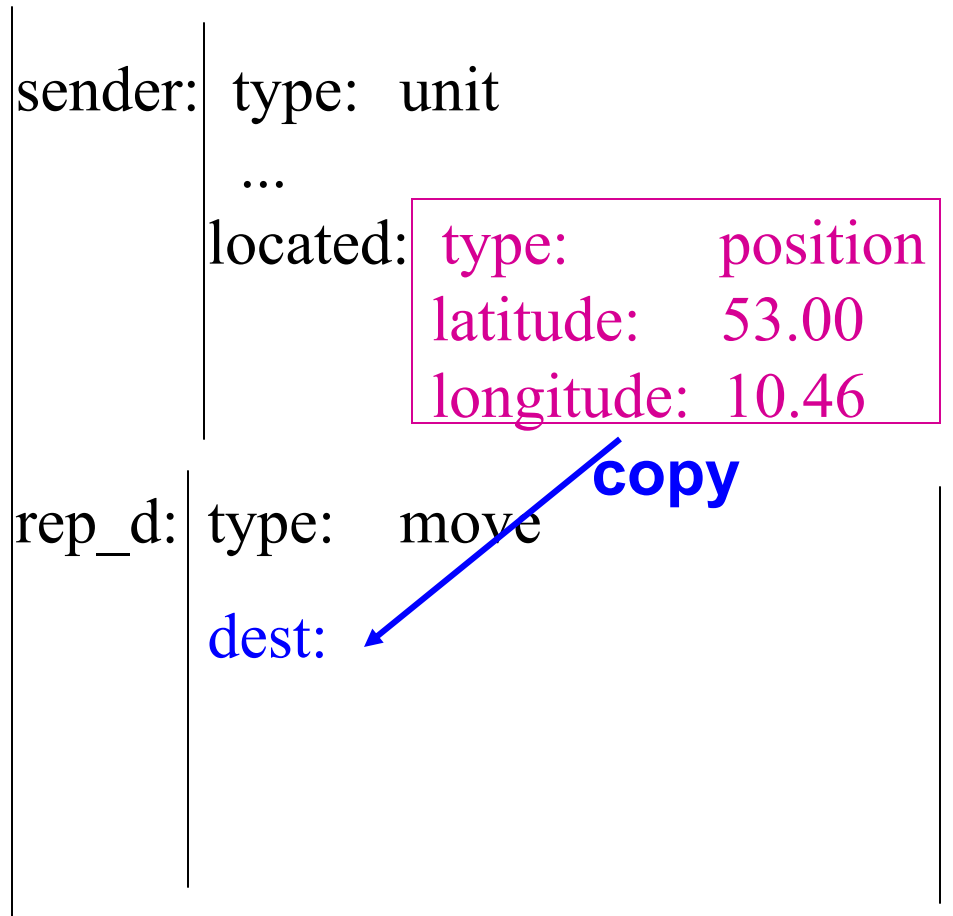 sender: type: unit
...
located: type: position
latitude: 53.00
longitude: 10.46
copy
rep_d: type: move
dest: